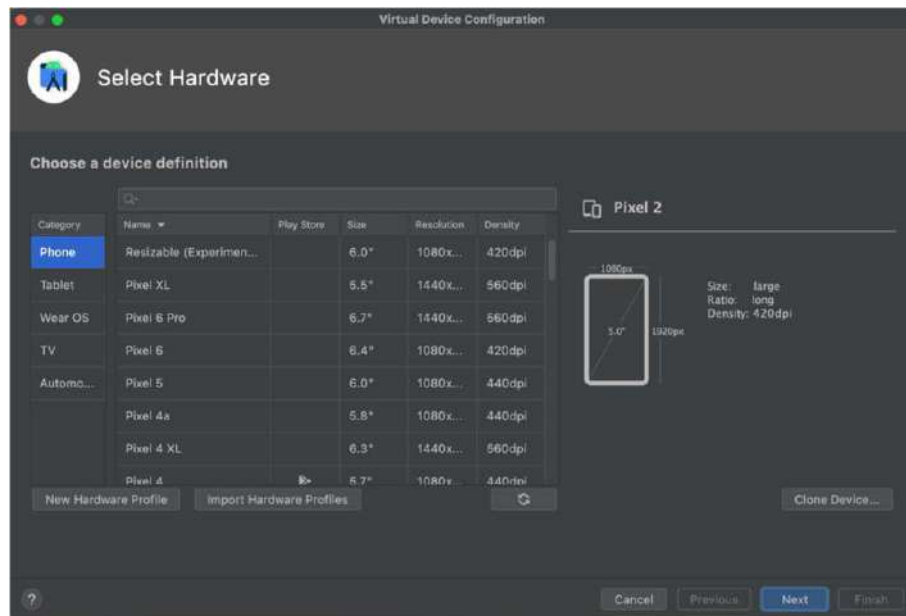 Virtual Device Configuration
Select Hardware
Choose a device definition
Category
Phone
Tablet
Wear OS
TV
Automo...
Name Play Store Size Resolution Density
Resizable (Experimen... 6.0" 1080x... 420dpi
Pixel XL 5.5" 1440x... 560dpi
Pixel 6 Pro 6.7" 1440x... 560dpi
Pixel 6 6.4" 1080x... 420dpi
Pixel 5 6.0" 1080x... 440dpi
Pixel 4a 5.8" 1080x... 440dpi
Pixel 4 XL 6.3" 1440x... 560dpi
Pixel 4 5.7" 1080x... 440dpi
New Hardware Profile Import Hardware Profiles
Pixel 2
1080px
5.0" 1920px
Size: large
Ratio: long
Density: 420dpi
Clone Device...
? Cancel Previous Next Finish